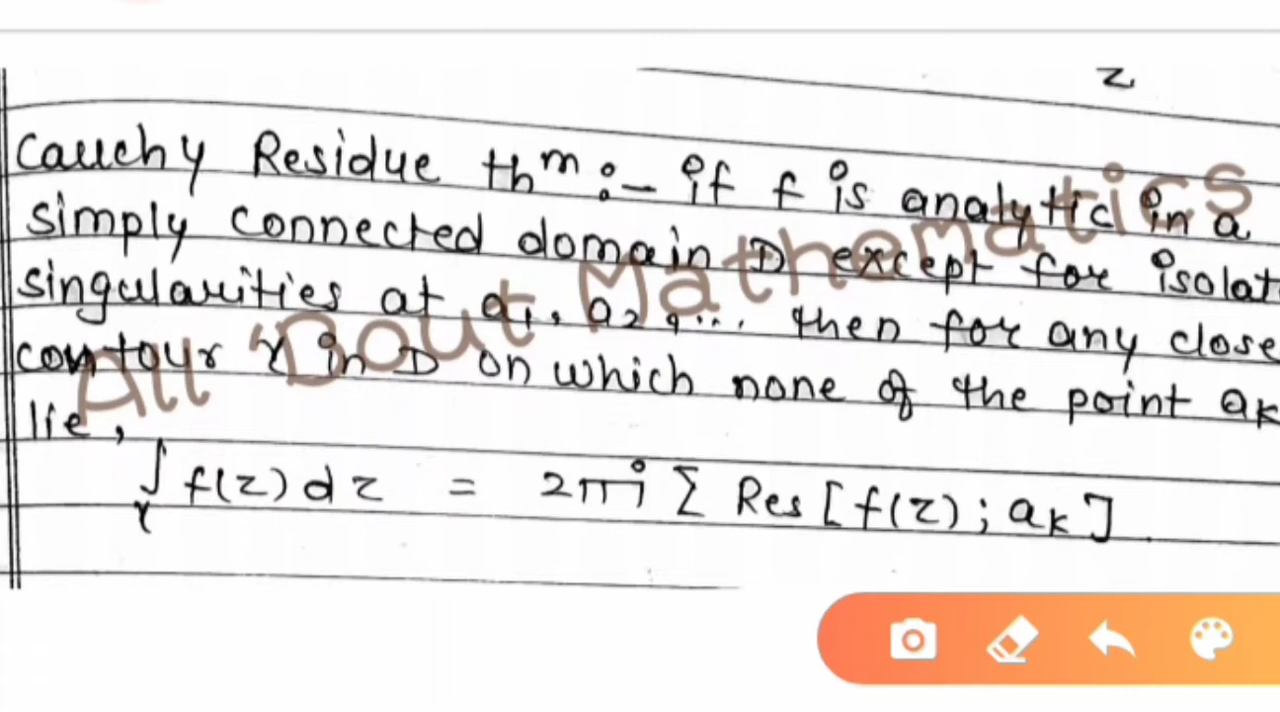 z
Cauchy Residue thm :- if f is analytic in a
simply connected domain D except for isolat
singularities at a1, a2, ... then for any close
contour γ in D on which none of the point ak
lie,
∫γ f(z) dz = 2πi Σ Res [f(z); ak]
All 'Bout Mathematics